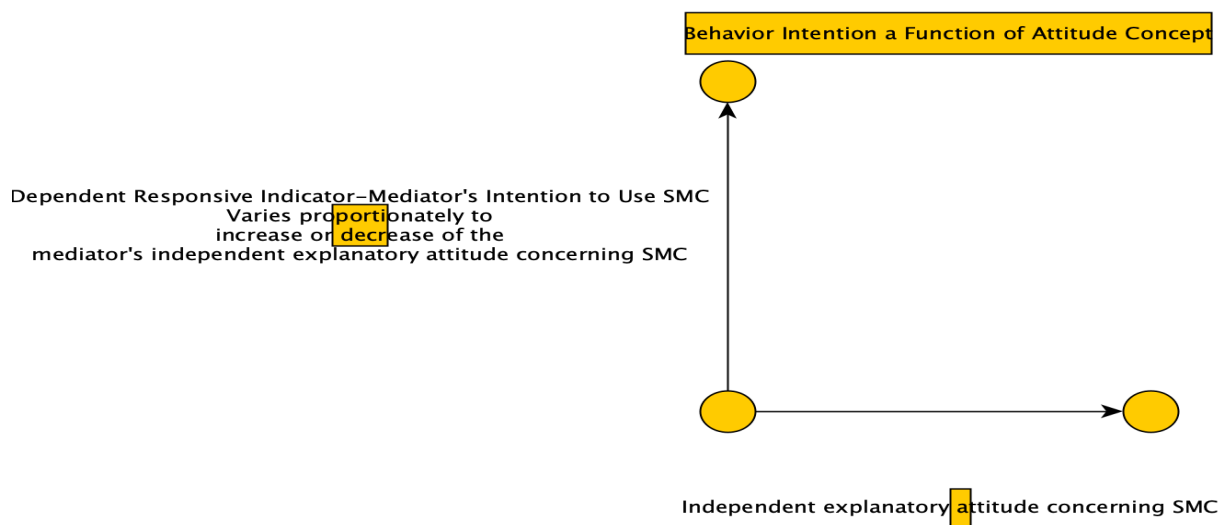 Behavior Intention a Function of Attitude Concept
Dependent Responsive Indicator–Mediator's Intention to Use SMC
Varies proportionately to
increase or decrease of the
mediator's independent explanatory attitude concerning SMC
Independent explanatory attitude concerning SMC